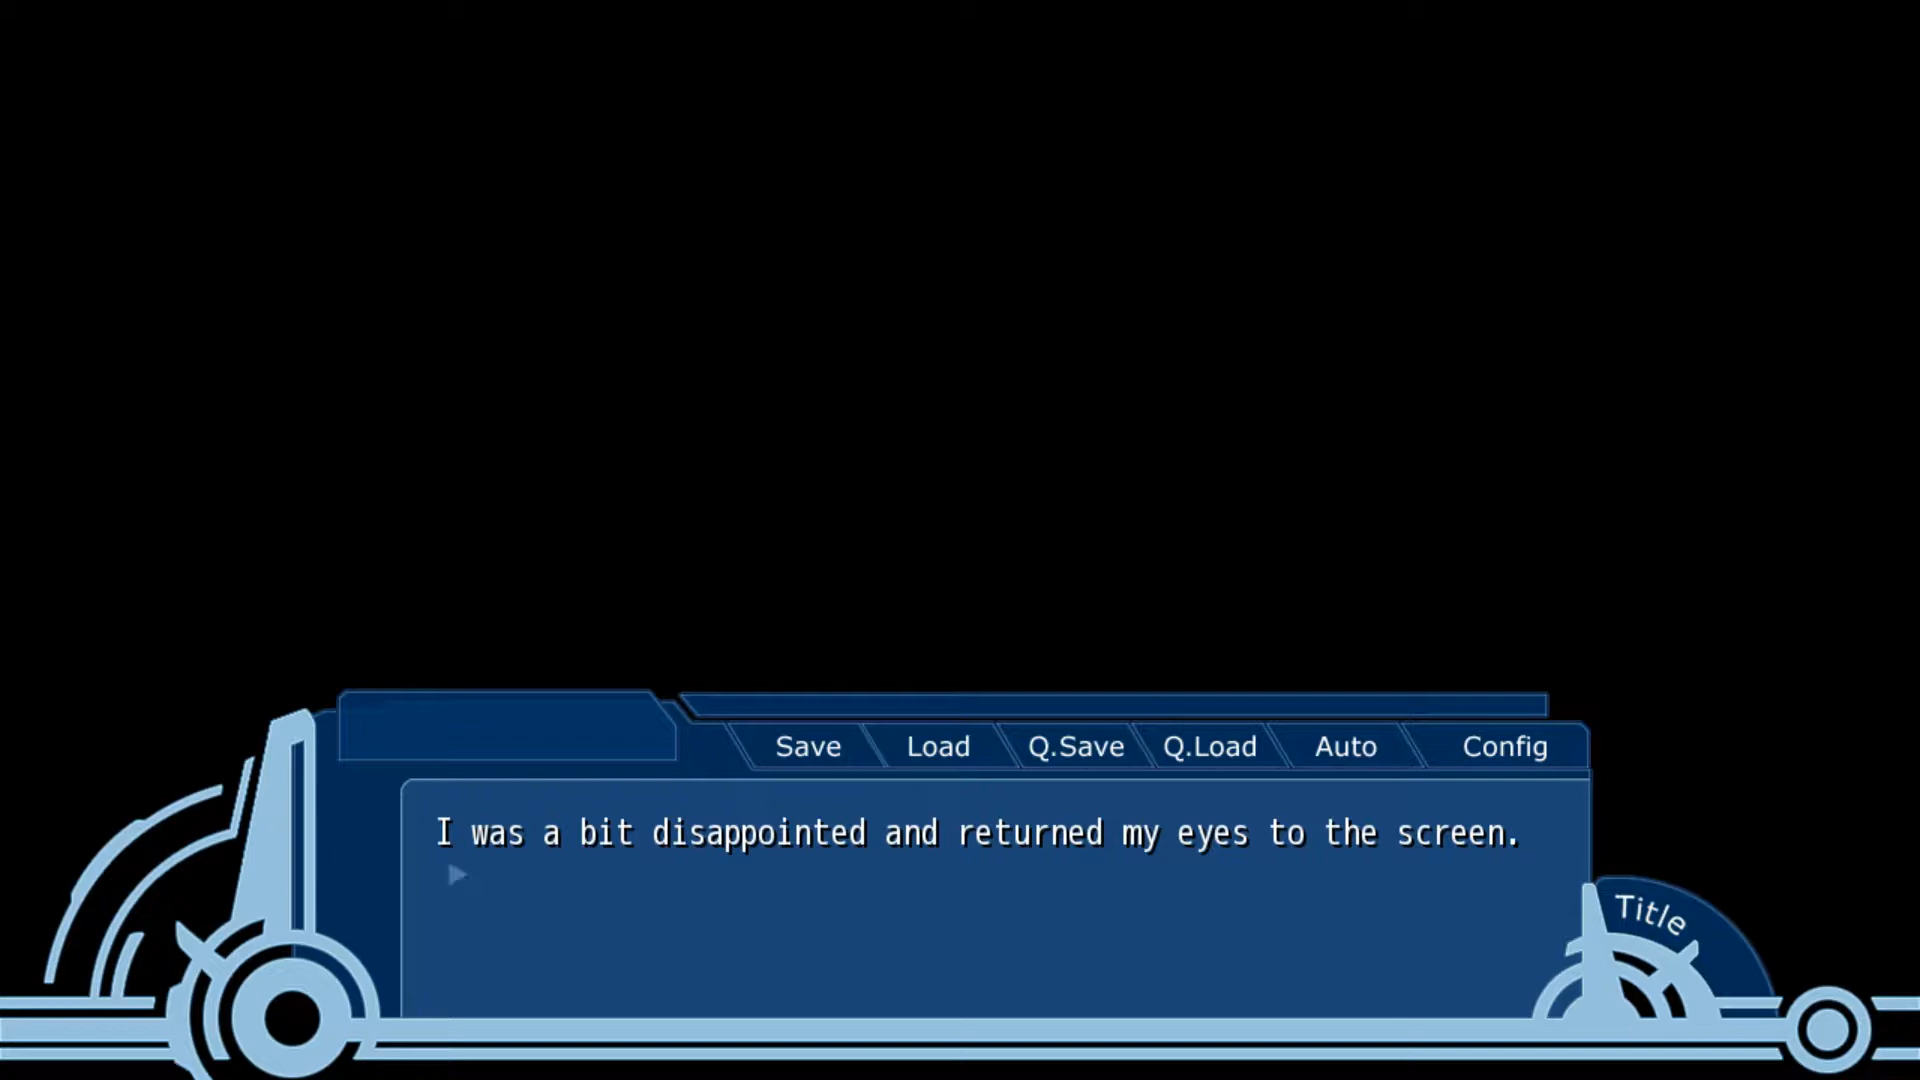 Save Load Q.Save Q.Load Auto Config
I was a bit disappointed and returned my eyes to the screen.
Title